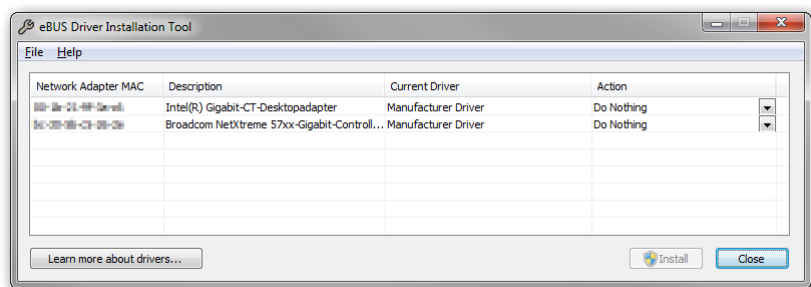 eBUS Driver Installation Tool
File Help
Network Adapter MAC Description Current Driver Action
Intel(R) Gigabit-CT-Desktopadapter Manufacturer Driver Do Nothing
Broadcom NetXtreme 57xx-Gigabit-Controll... Manufacturer Driver Do Nothing
Learn more about drivers... Install Close